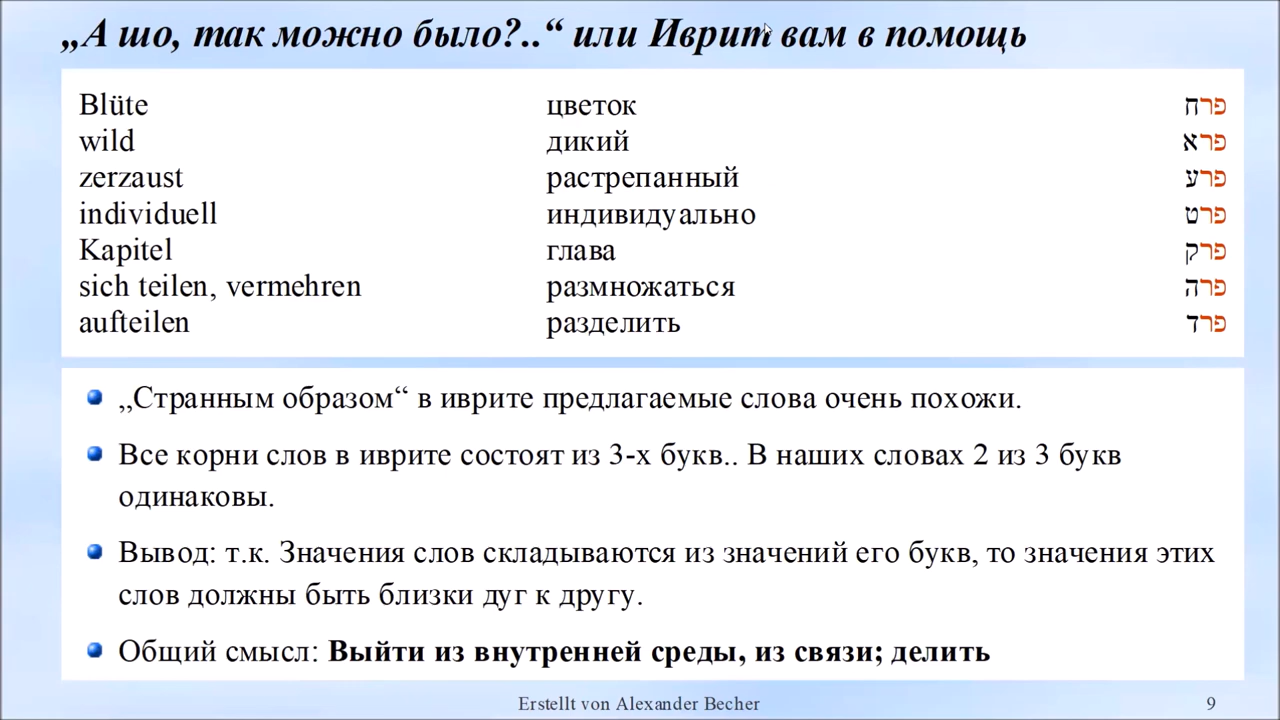 „А шо, так можно было?..“ или Иврит вам в помощь
Blüte цветок פרח
wild дикий פרא
zerzaust растрепанный פרע
individuell индивидуально פרט
Kapitel глава פרק
sich teilen, vermehren размножаться פרה
aufteilen разделить פרד
„Странным образом“ в иврите предлагаемые слова очень похожи.
Все корни слов в иврите состоят из 3-х букв.. В наших словах 2 из 3 букв
одинаковы.
Вывод: т.к. Значения слов складываются из значений его букв, то значения этих
слов должны быть близки дуг к другу.
Общий смысл: Выйти из внутренней среды, из связи; делить
Erstellt von Alexander Becher 9